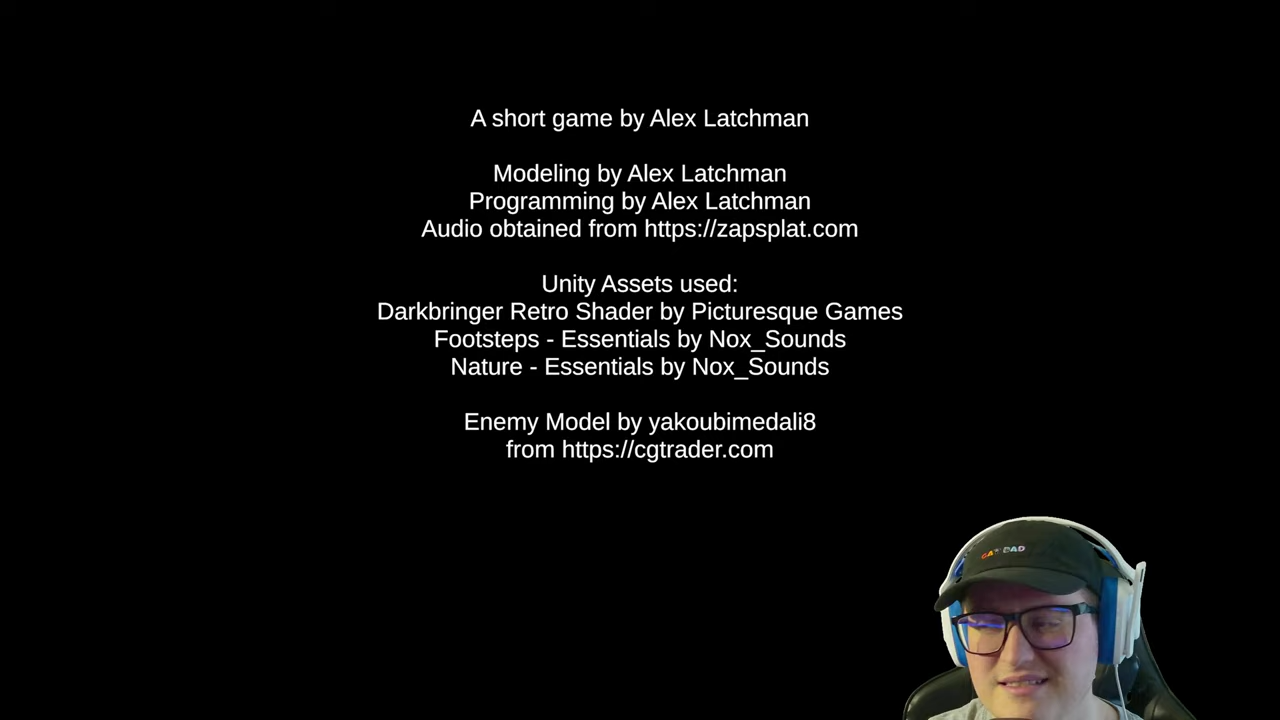 A short game by Alex Latchman
Modeling by Alex Latchman
Programming by Alex Latchman
Audio obtained from https://zapsplat.com
Unity Assets used:
Darkbringer Retro Shader by Picturesque Games
Footsteps - Essentials by Nox_Sounds
Nature - Essentials by Nox_Sounds
Enemy Model by yakoubimedali8
from https://cgtrader.com
DAD